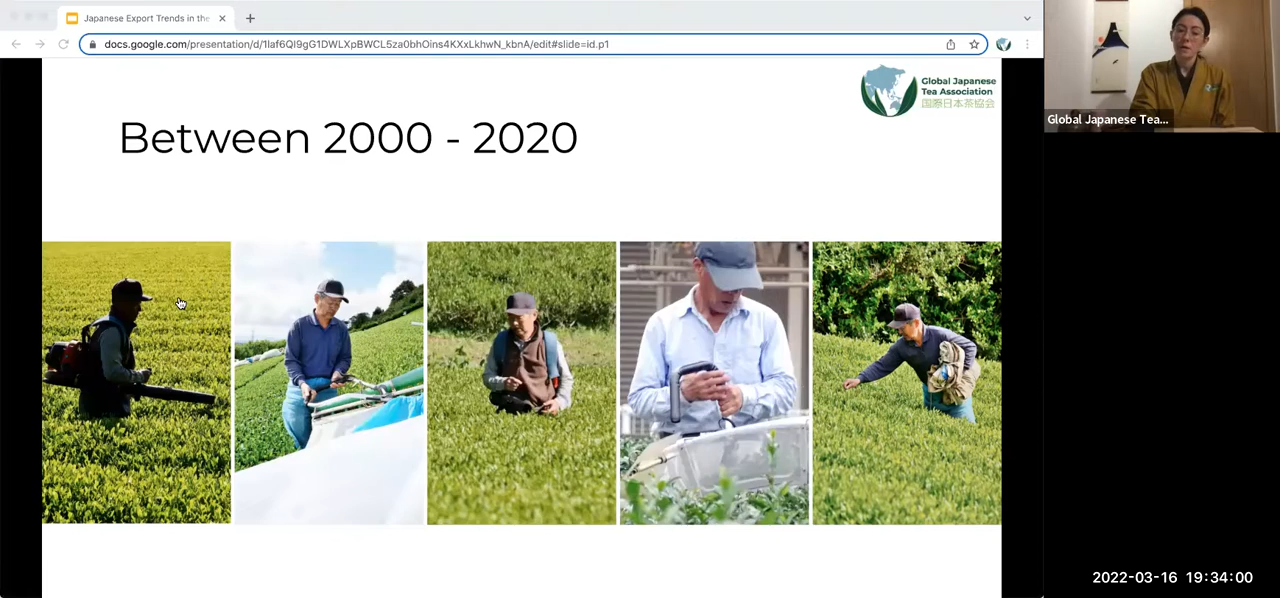 Japanese Export Trends in the
docs.google.com/presentation/d/1laf6Ql9gG1DWLXpBWCL5za0bhOins4KXxLkhwN_kbnA/edit#slide=id.p1
Global Japanese
Tea Association
国際日本茶協会
Between 2000 - 2020
Global Japanese Tea...
2022-03-16 19:34:00